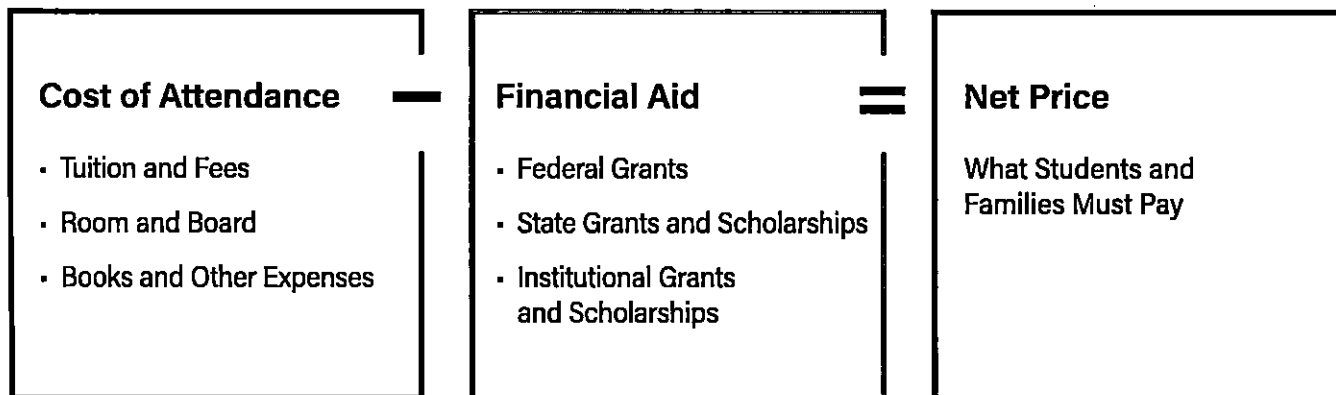 Cost of Attendance
▪ Tuition and Fees
▪ Room and Board
▪ Books and Other Expenses
—
Financial Aid
▪ Federal Grants
▪ State Grants and Scholarships
▪ Institutional Grants
and Scholarships
=
Net Price
What Students and
Families Must Pay